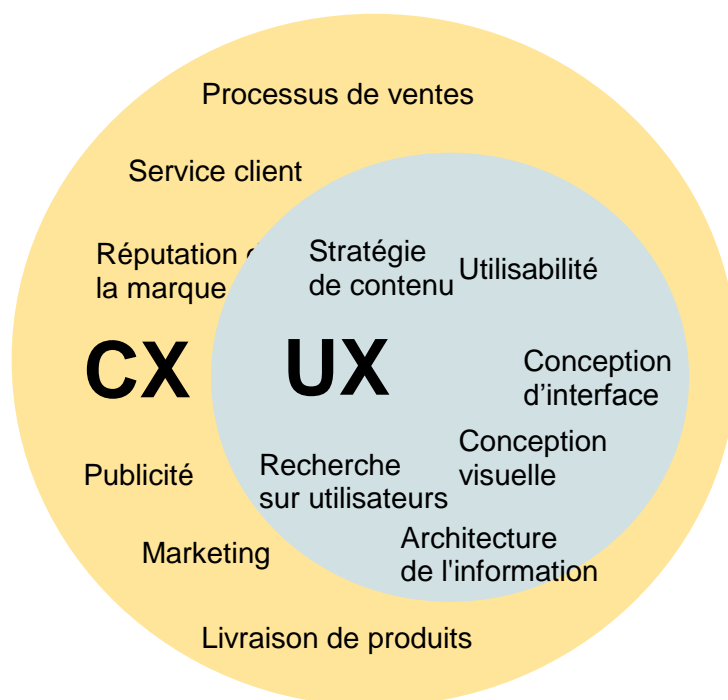 Processus de ventes
Service client
Réputation
la marque
Stratégie
de contenu
Utilisabilité
CX
UX
Conception
d’interface
Publicité
Recherche
sur utilisateurs
Conception
visuelle
Marketing
Architecture
de l'information
Livraison de produits